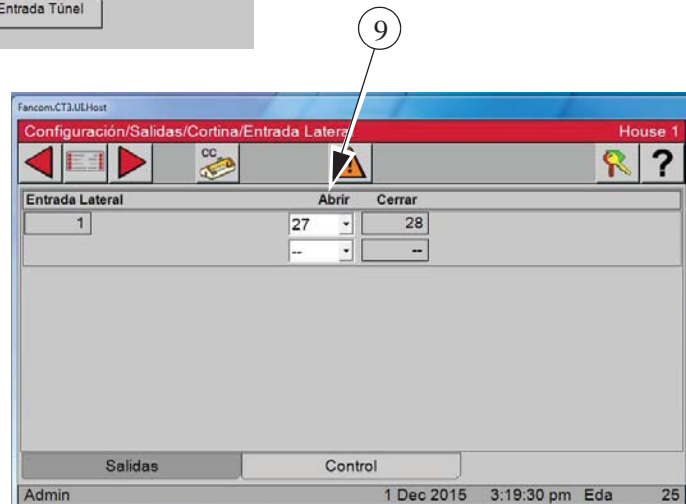 Entrada Túnel
9
Fancom.CT3.ULHost
Configuración/Salidas/Cortina/Entrada Lateral House 1
CC ?
Entrada Lateral Abrir Cerrar
1 27 28
-- --
Salidas Control
Admin 1 Dec 2015 3:19:30 pm Eda 25